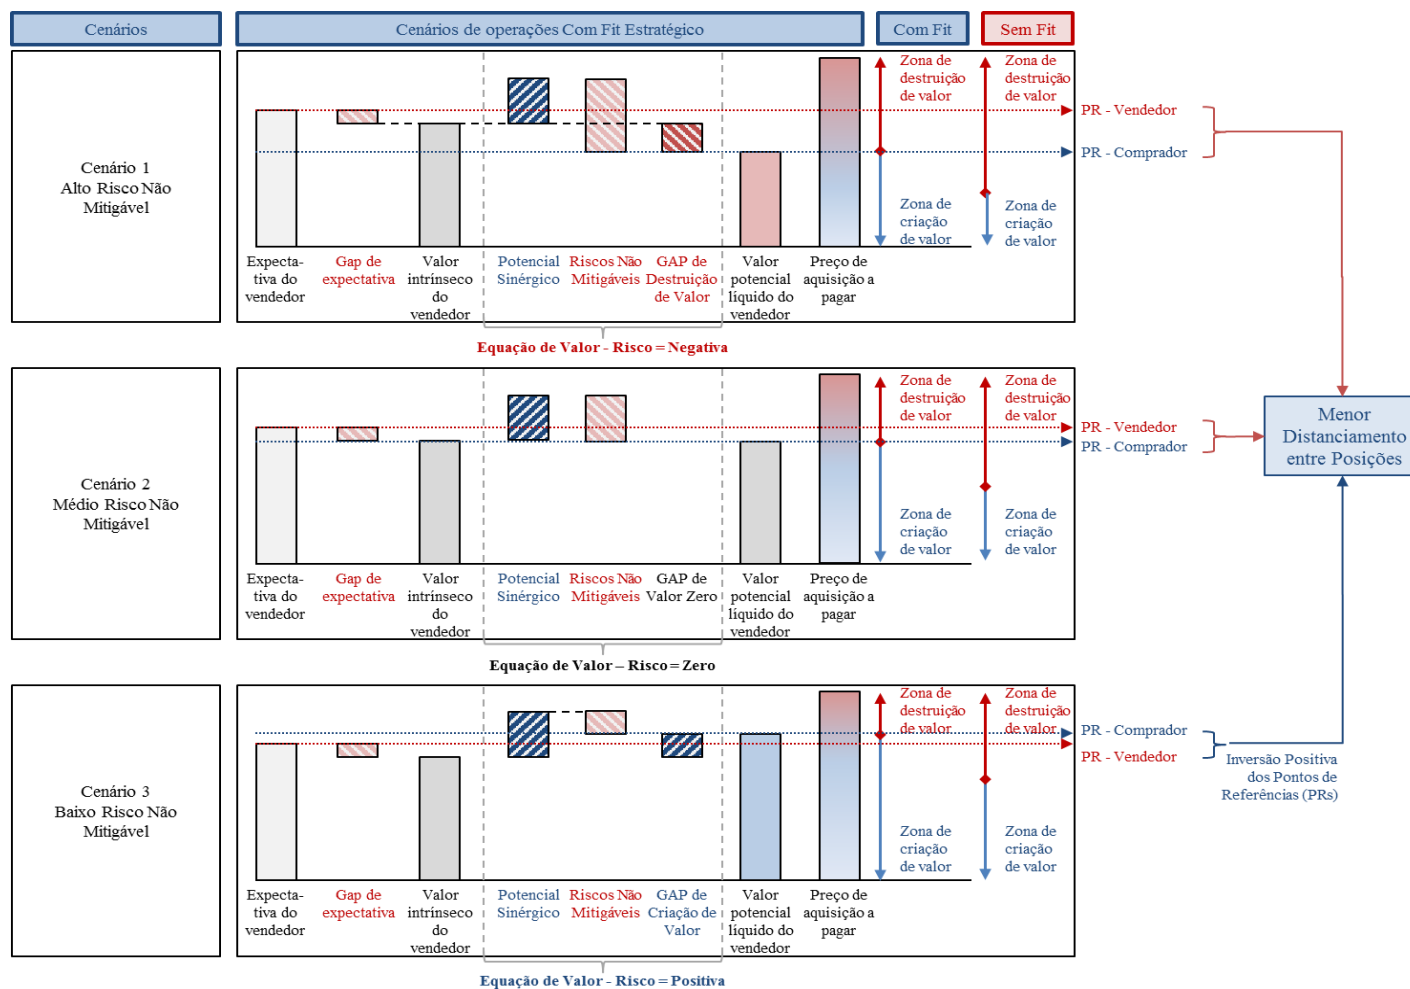 Cenários
Cenários de operações Com Fit Estratégico
Com Fit
Sem Fit
Cenário 1
Alto Risco Não
Mitigável
Zona de
destruição
de valor
Zona de
destruição
de valor
PR - Vendedor
PR - Comprador
Zona de
criação
de valor
Zona de
criação
de valor
Expecta-
tiva do
vendedor
Gap de
expectativa
Valor
intrínseco
do
vendedor
Potencial
Sinérgico
Riscos Não
Mitigáveis
GAP de
Destruição
de Valor
Valor
potencial
líquido do
vendedor
Preço de
aquisição a
pagar
Equação de Valor - Risco = Negativa
Cenário 2
Médio Risco Não
Mitigável
Zona de
destruição
de valor
Zona de
destruição
de valor
PR - Vendedor
PR - Comprador
Zona de
criação
de valor
Zona de
criação
de valor
Expecta-
tiva do
vendedor
Gap de
expectativa
Valor
intrínseco
do
vendedor
Potencial
Sinérgico
Riscos Não
Mitigáveis
GAP de
Valor Zero
Valor
potencial
líquido do
vendedor
Preço de
aquisição a
pagar
Equação de Valor – Risco = Zero
Menor
Distanciamento
entre Posições
Cenário 3
Baixo Risco Não
Mitigável
Zona de
destruição
de valor
Zona de
destruição
de valor
PR - Comprador
PR - Vendedor
Inversão Positiva
dos Pontos de
Referências (PRs)
Zona de
criação
de valor
Zona de
criação
de valor
Expecta-
tiva do
vendedor
Gap de
expectativa
Valor
intrínseco
do
vendedor
Potencial
Sinérgico
Riscos Não
Mitigáveis
GAP de
Criação de
Valor
Valor
potencial
líquido do
vendedor
Preço de
aquisição a
pagar
Equação de Valor - Risco = Positiva